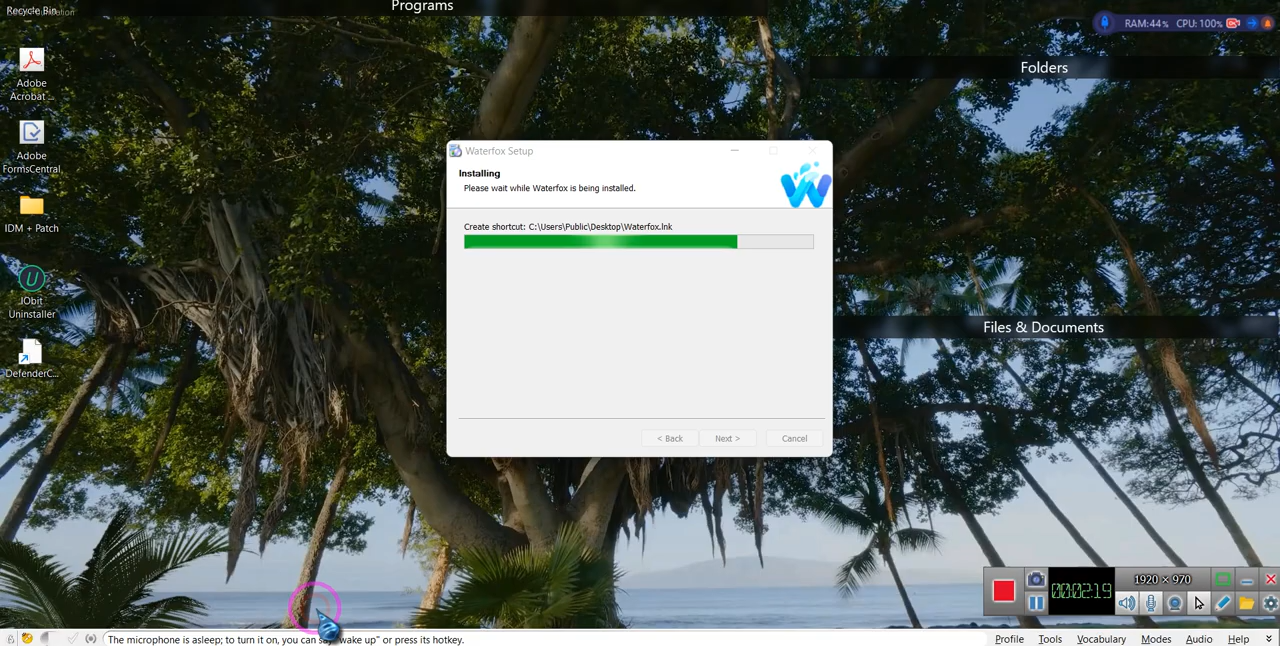 Programs
Recycle Bin
RAM:44% CPU:100%
Folders
Adobe
Acrobat ...
Adobe
FormsCentral
IDM + Patch
IObit
Uninstaller
DefenderC...
Waterfox Setup
Installing
Please wait while Waterfox is being installed.
Create shortcut: C:\Users\Public\Desktop\Waterfox.lnk
< Back
Next >
Cancel
Files & Documents
00:02:19
1920 × 970
The microphone is asleep; to turn it on, you can say "wake up" or press its hotkey.
Profile
Tools
Vocabulary
Modes
Audio
Help